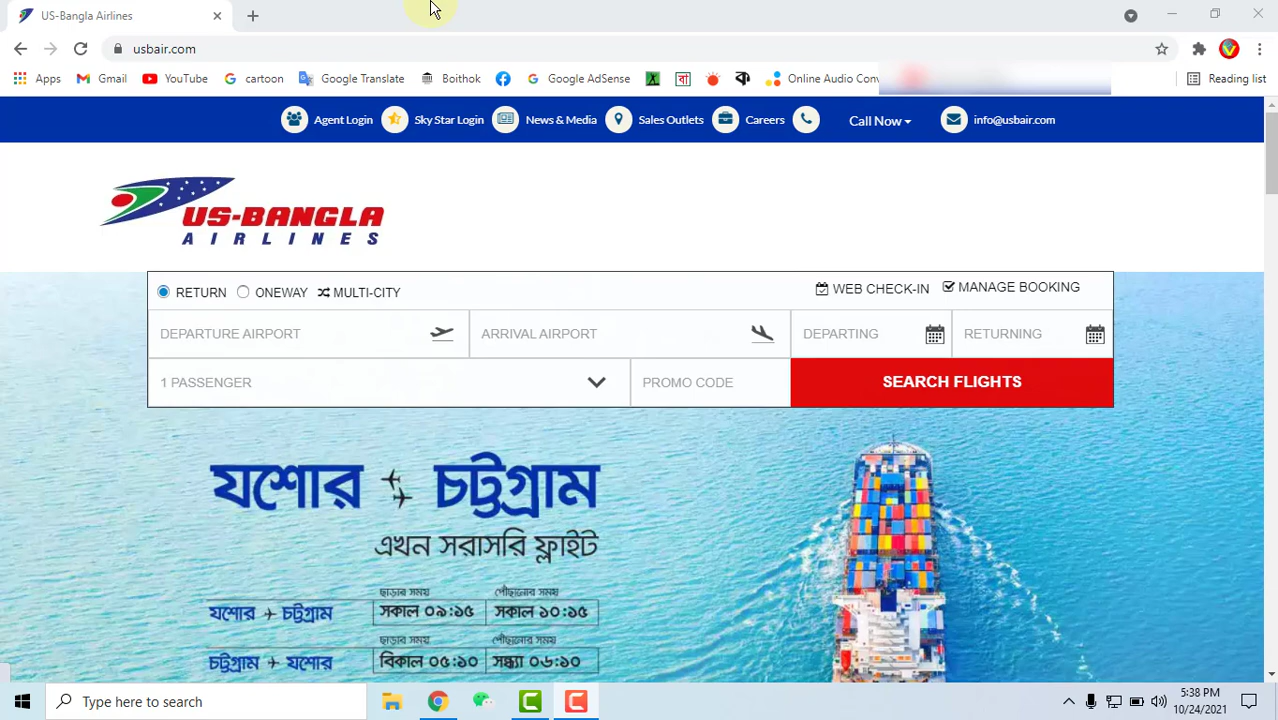 US-Bangla Airlines
usbair.com
Apps Gmail YouTube cartoon Google Translate Boithok Google AdSense বা Online Audio Conv Reading list
Agent Login Sky Star Login News & Media Sales Outlets Careers Call Now info@usbair.com
US-BANGLA
AIRLINES
RETURN ONEWAY MULTI-CITY WEB CHECK-IN MANAGE BOOKING
DEPARTURE AIRPORT ARRIVAL AIRPORT DEPARTING RETURNING
1 PASSENGER PROMO CODE SEARCH FLIGHTS
যশোর চট্টগ্রাম
এখন সরাসরি ফ্লাইট
ছাড়ার সময় পৌঁছানোর সময়
যশোর চট্টগ্রাম সকাল ০৯:১৫ সকাল ১০:১৫
ছাড়ার সময় পৌঁছানোর সময়
চট্টগ্রাম যশোর বিকাল ০৫:১০ সন্ধ্যা ০৬:১০
Type here to search
5:38 PM
10/24/2021